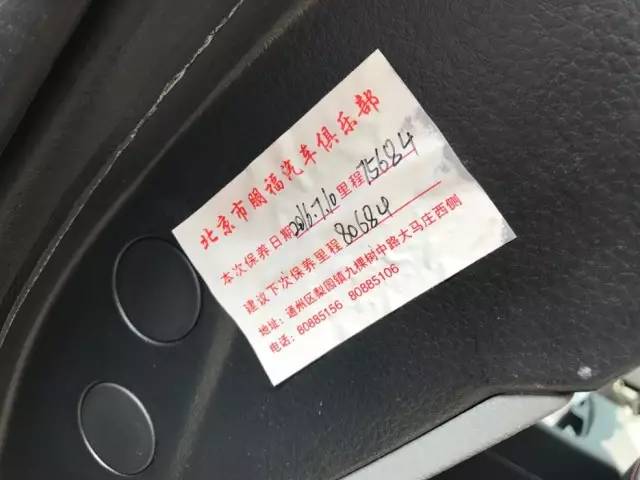 北京市顺福汽车俱乐部
本次保养日期2016.7.10里程75684
建议下次保养里程80684
地址：通州区梨园镇九棵树中路大马庄西侧
电话：80885156 80885106